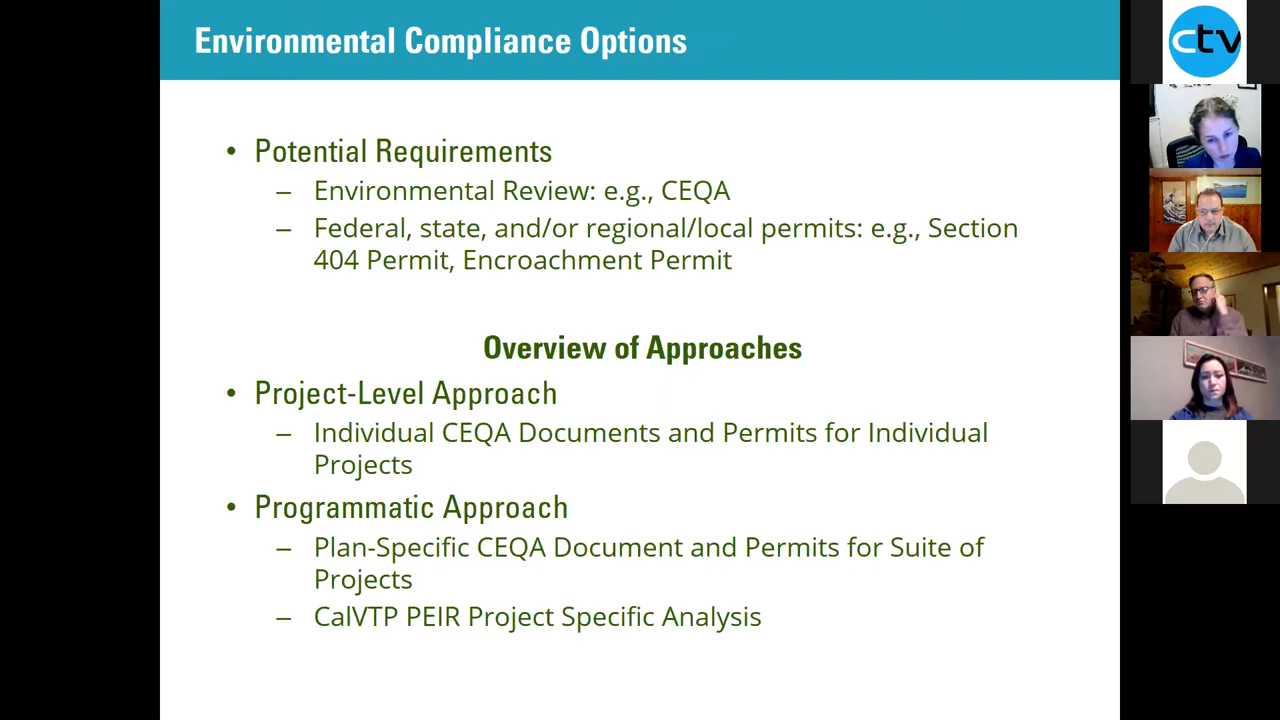 Environmental Compliance Options
• Potential Requirements
– Environmental Review: e.g., CEQA
– Federal, state, and/or regional/local permits: e.g., Section
404 Permit, Encroachment Permit
Overview of Approaches
• Project-Level Approach
– Individual CEQA Documents and Permits for Individual
Projects
• Programmatic Approach
– Plan-Specific CEQA Document and Permits for Suite of
Projects
– CalVTP PEIR Project Specific Analysis
ctv